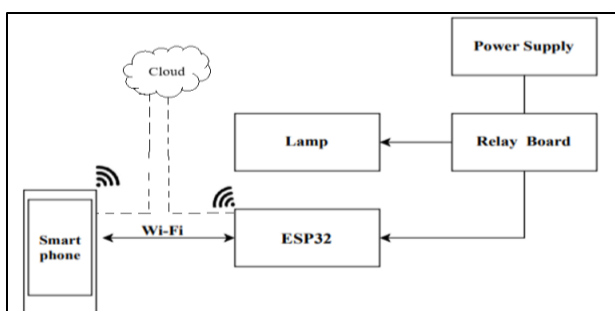 Power Supply
Cloud
Lamp
Relay Board
Smart
phone
Wi-Fi
ESP32